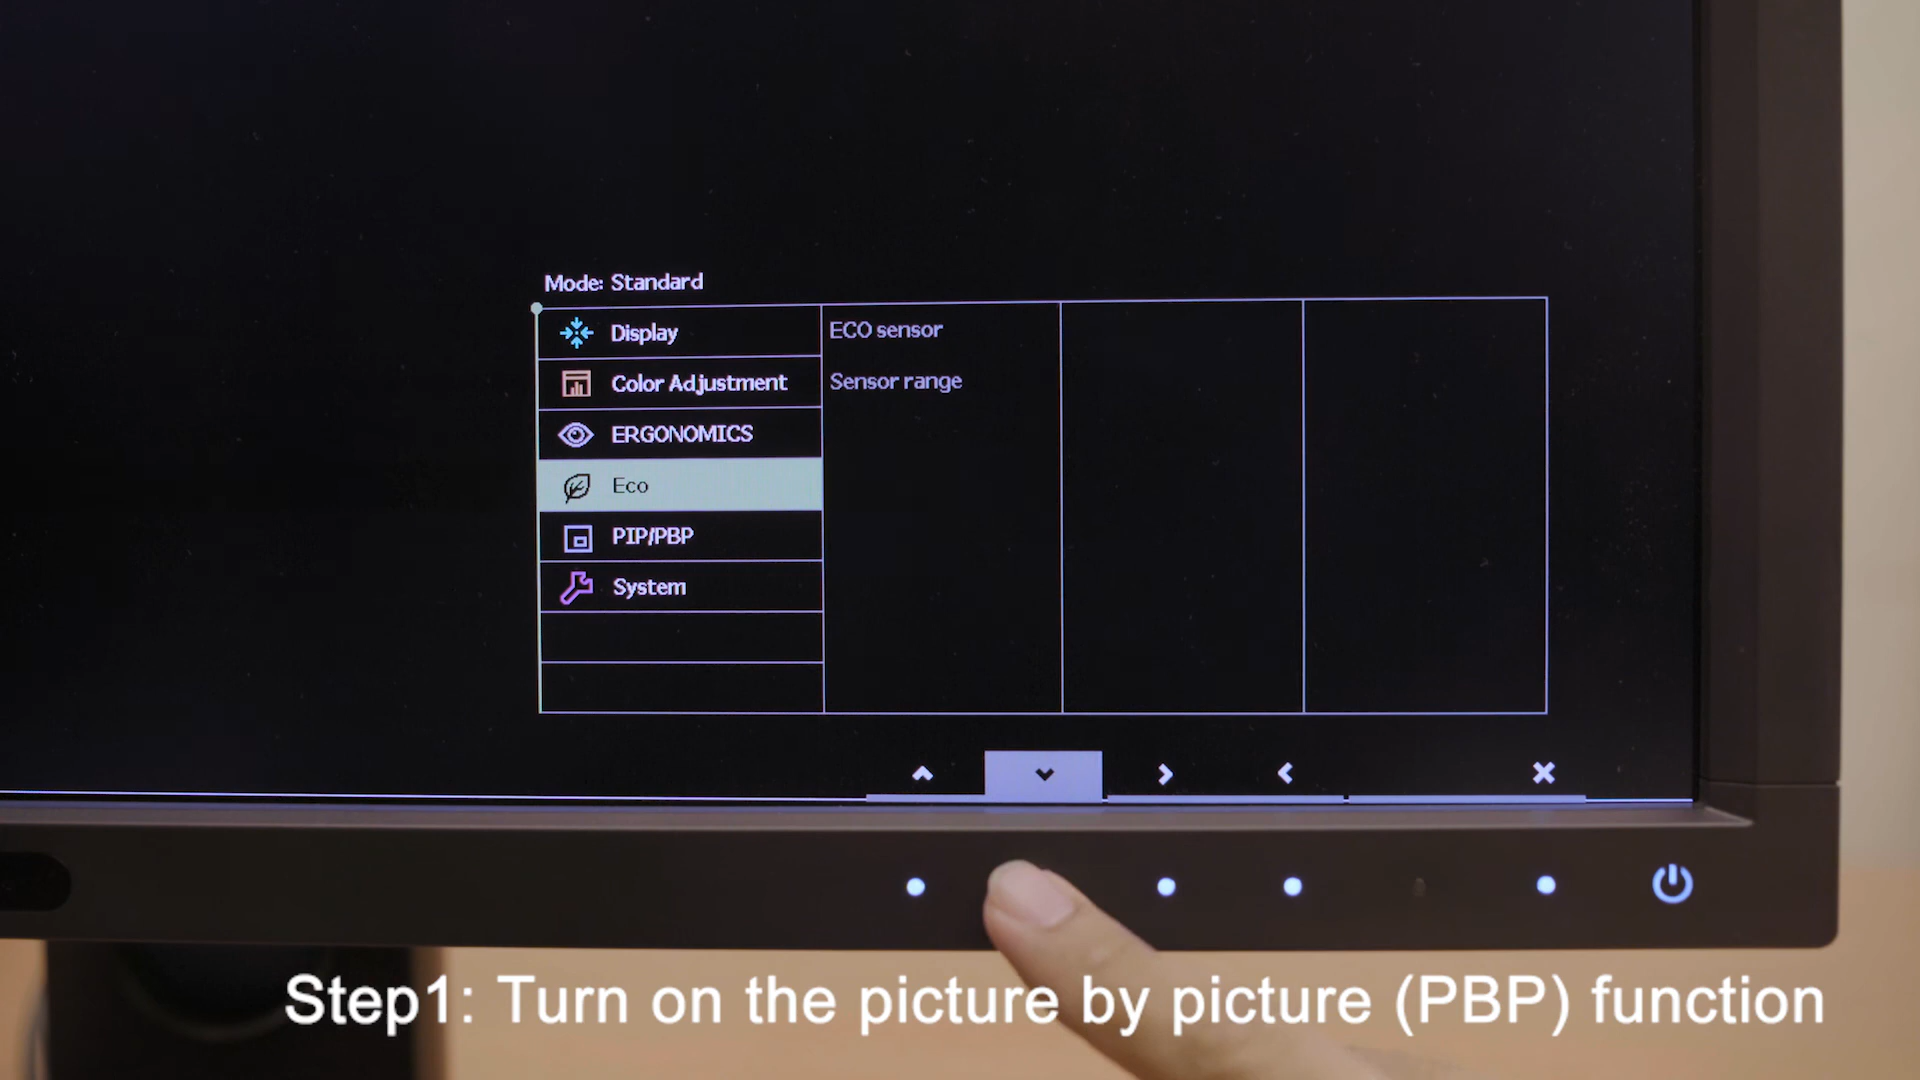 Mode: Standard
Display
ECO sensor
Color Adjustment
Sensor range
ERGONOMICS
Eco
PIP/PBP
System
Step1: Turn on the picture by picture (PBP) function